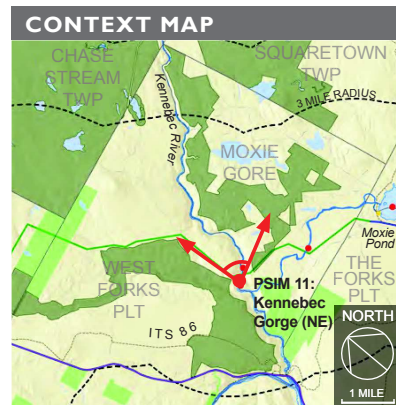 CONTEXT MAP
CHASE
STREAM
TWP
SQUARETOWN
TWP
Kennebec River
3 MILE RADIUS
MOXIE
GORE
Moxie
Pond
WEST
FORKS
PLT
PSIM 11:
Kennebec
Gorge (NE)
THE
FORKS
PLT
ITS 86
NORTH
1 MILE